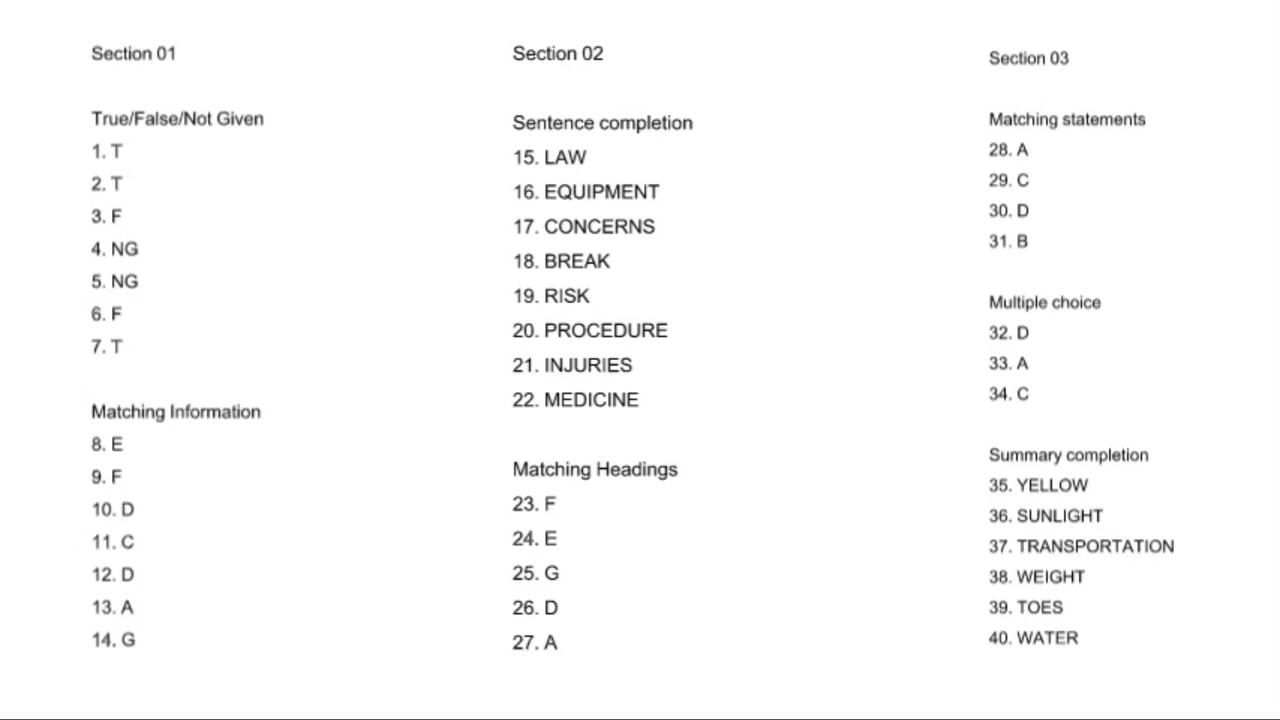 Section 01
True/False/Not Given
1. T
2. T
3. F
4. NG
5. NG
6. F
7. T
Matching Information
8. E
9. F
10. D
11. C
12. D
13. A
14. G
Section 02
Sentence completion
15. LAW
16. EQUIPMENT
17. CONCERNS
18. BREAK
19. RISK
20. PROCEDURE
21. INJURIES
22. MEDICINE
Matching Headings
23. F
24. E
25. G
26. D
27. A
Section 03
Matching statements
28. A
29. C
30. D
31. B
Multiple choice
32. D
33. A
34. C
Summary completion
35. YELLOW
36. SUNLIGHT
37. TRANSPORTATION
38. WEIGHT
39. TOES
40. WATER